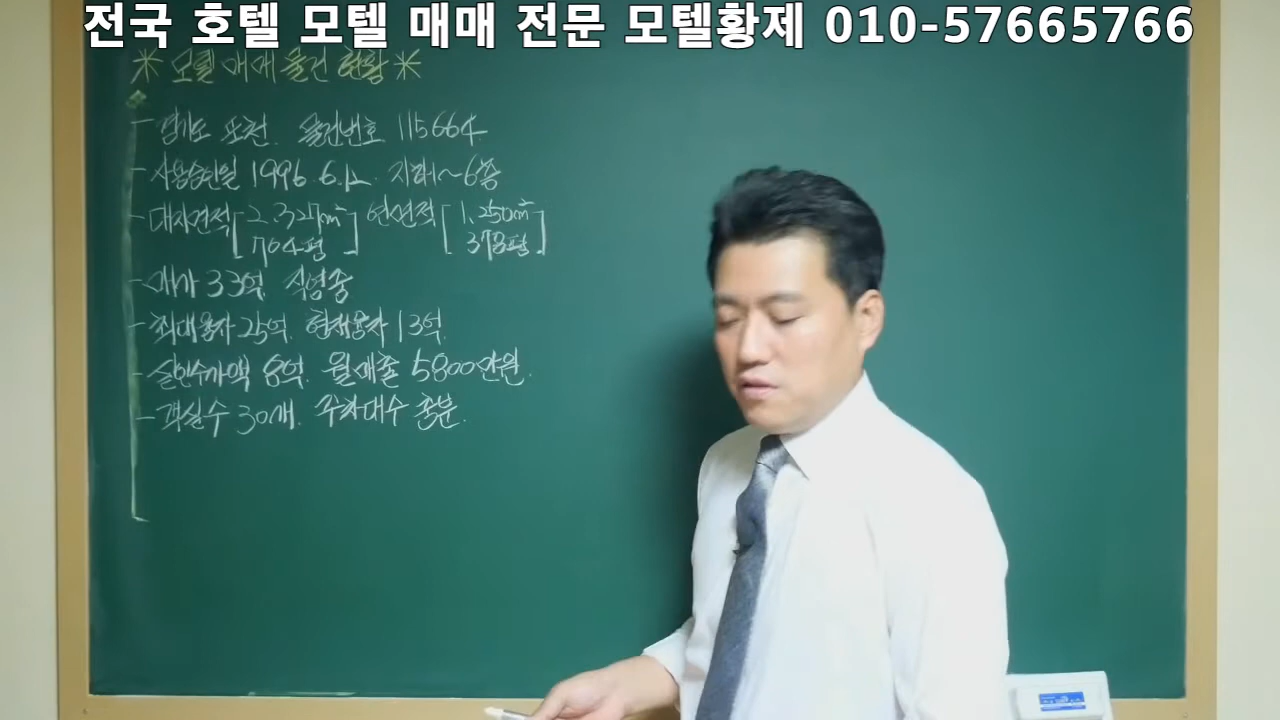 전국 호텔 모텔 매매 전문 모텔황제 010-57665766
* 모텔 매매 물건 현황 *
- 경기도 포천. 물건번호 115664
- 사용승인일 1996.6.12. 지하1~6층
- 대지면적 [2,327㎡ 연면적 [1,250㎡]
704평] 378평]
- 매가 33억. 직영중
- 최대융자 25억. 현재융자 13억.
- 실인수가액 8억. 월매출 5800만원.
- 객실수 30개. 주차대수 충분.